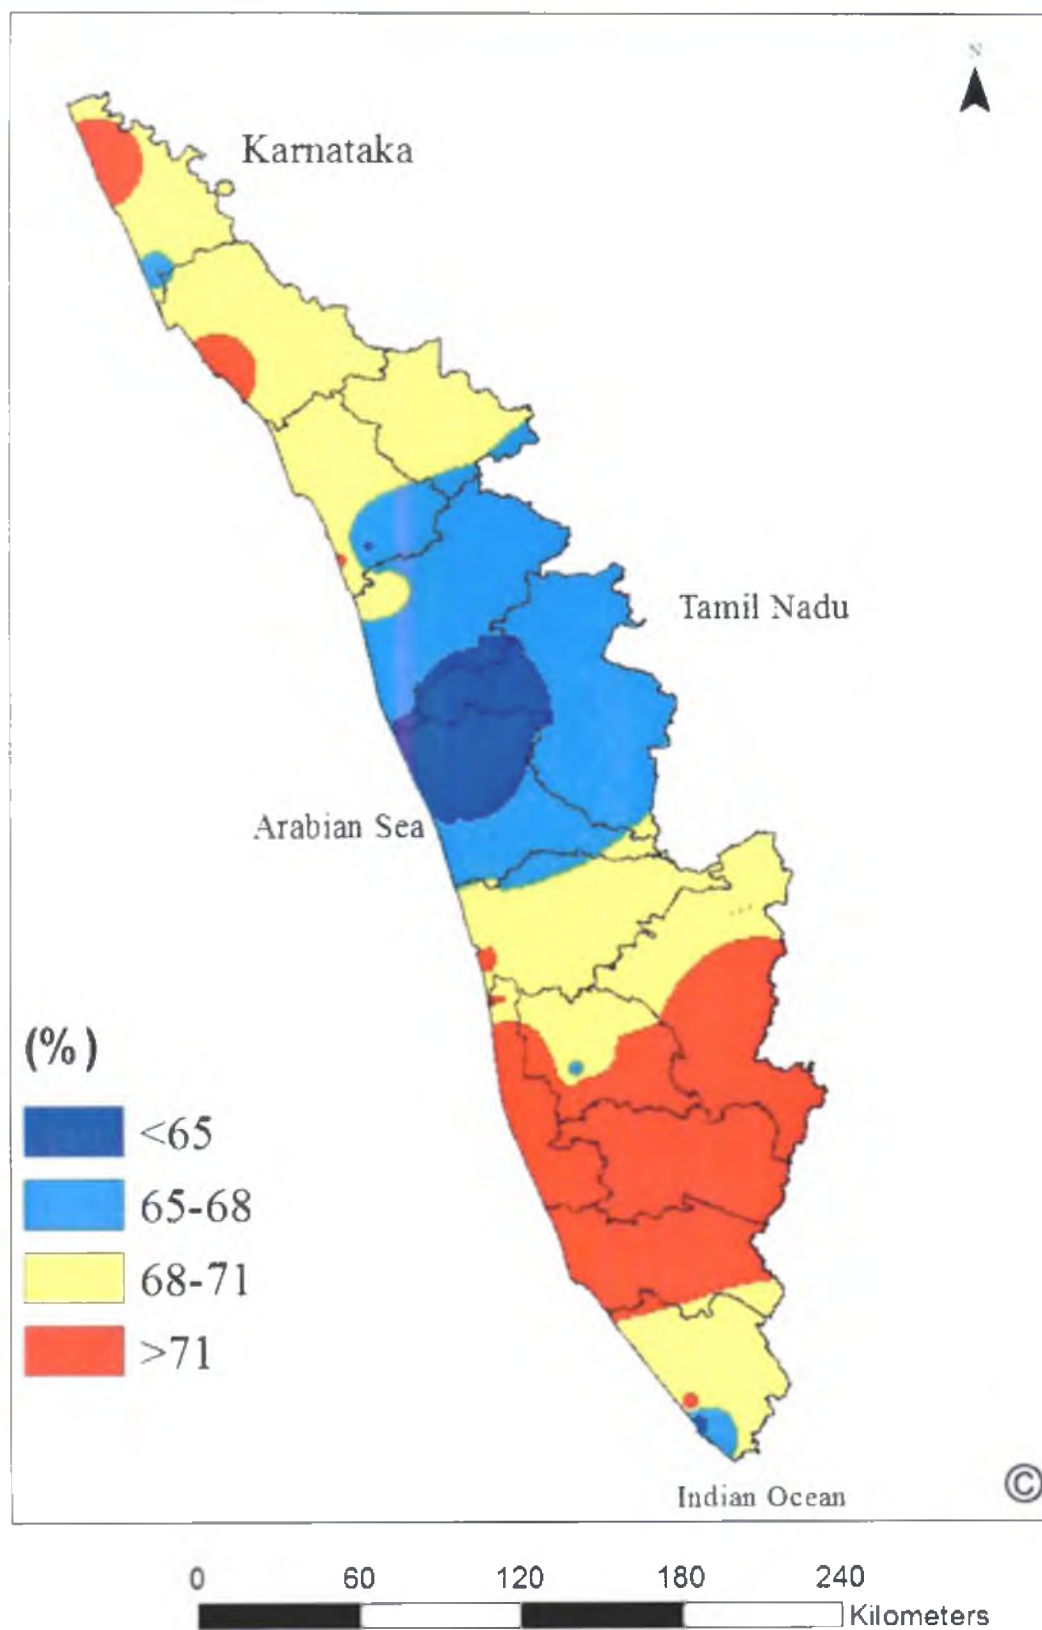 N
Karnataka
Tamil Nadu
Arabian Sea
(%)
<65
65-68
68-71
>71
Indian Ocean
©
0 60 120 180 240
Kilometers